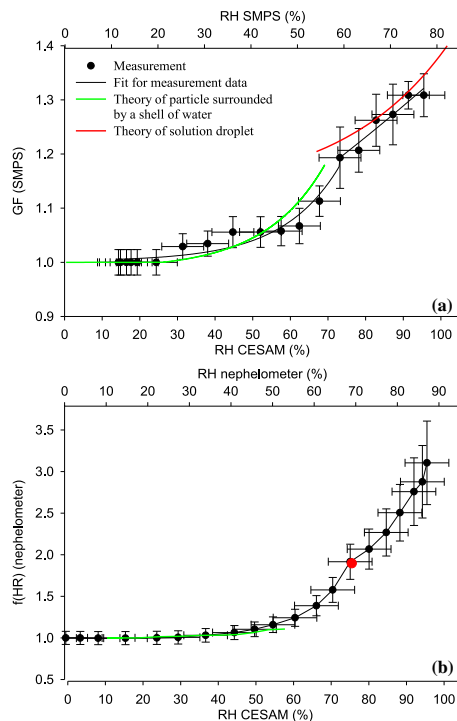 RH SMPS (%)
0 10 20 30 40 50 60 70 80
1.4
1.3
1.2
1.1
1.0
0.9
GF (SMPS)
Measurement
Fit for measurement data
Theory of particle surrounded
by a shell of water
Theory of solution droplet
(a)
0 10 20 30 40 50 60 70 80 90 100
RH CESAM (%)
RH nephelometer (%)
0 10 20 30 40 50 60 70 80 90
3.5
3.0
2.5
2.0
1.5
1.0
0.5
0.0
f(HR) (nephelometer)
(b)
0 10 20 30 40 50 60 70 80 90 100
RH CESAM (%)